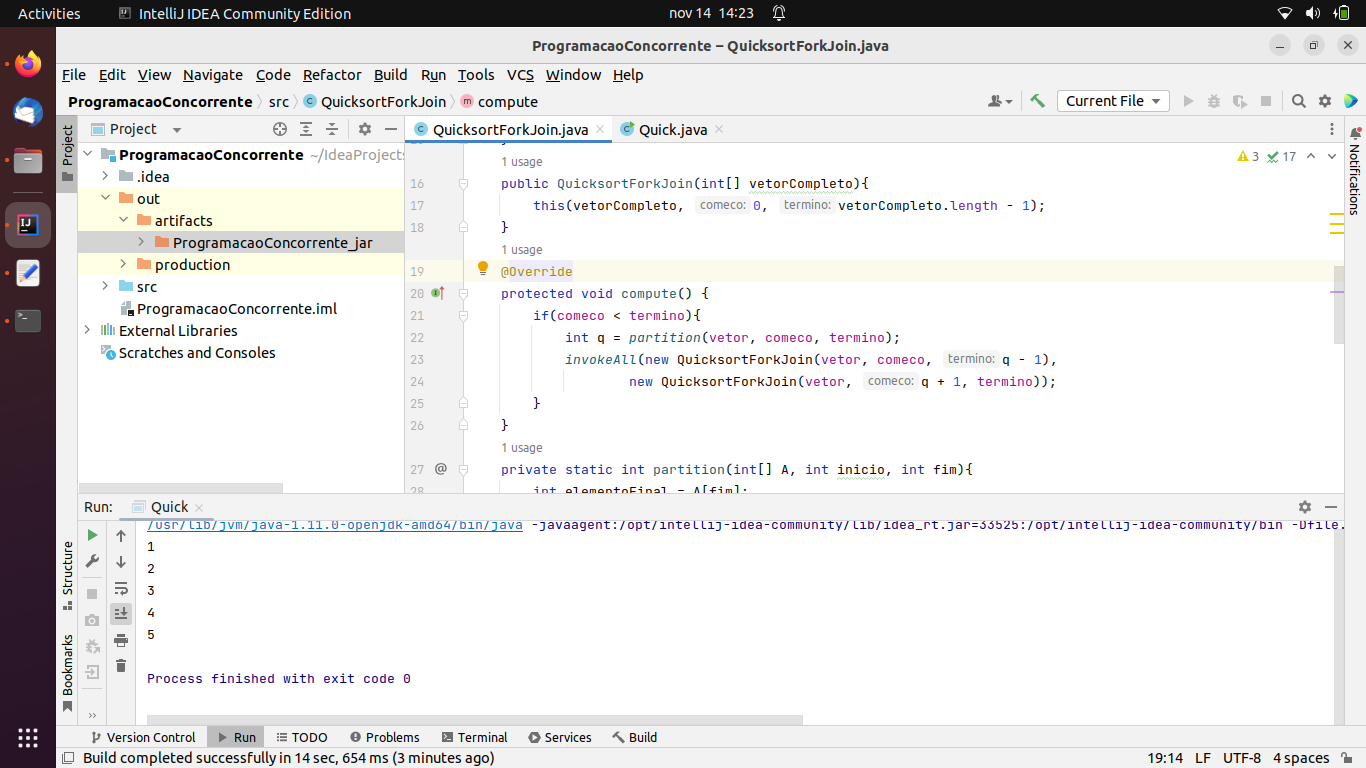 Activities
IntelliJ IDEA Community Edition
nov 14 14:23
ProgramacaoConcorrente – QuicksortForkJoin.java
File Edit View Navigate Code Refactor Build Run Tools VCS Window Help
ProgramacaoConcorrente src QuicksortForkJoin compute
Current File
Project
QuicksortForkJoin.java
Quick.java
Project
Notifications
ProgramacaoConcorrente ~/IdeaProjects
.idea
out
artifacts
ProgramacaoConcorrente_jar
production
src
ProgramacaoConcorrente.iml
External Libraries
Scratches and Consoles
3 17
1 usage
16 public QuicksortForkJoin(int[] vetorCompleto){
17 this(vetorCompleto, comeco: 0, termino: vetorCompleto.length - 1);
18 }
1 usage
19 @Override
20 protected void compute() {
21 if(comeco < termino){
22 int q = partition(vetor, comeco, termino);
23 invokeAll(new QuicksortForkJoin(vetor, comeco, termino: q - 1),
24 new QuicksortForkJoin(vetor, comeco: q + 1, termino));
25 }
26 }
1 usage
27 @ private static int partition(int[] A, int inicio, int fim){
28 int elementoFinal = A[fim];
Run: Quick
/usr/lib/jvm/java-1.11.0-openjdk-amd64/bin/java -javaagent:/opt/intellij-idea-community/lib/idea_rt.jar=33525:/opt/intellij-idea-community/bin -Dfile.
1
2
3
4
5
Process finished with exit code 0
Structure
Bookmarks
Version Control Run TODO Problems Terminal Services Build
Build completed successfully in 14 sec, 654 ms (3 minutes ago)
19:14 LF UTF-8 4 spaces